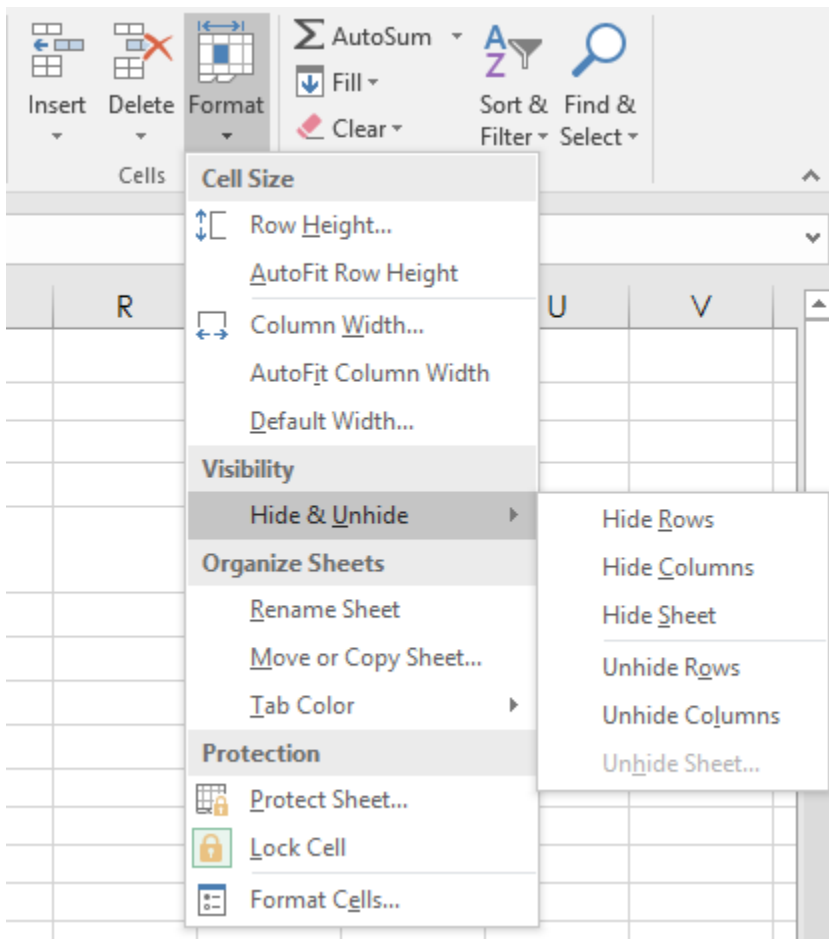 AutoSum
Fill
Clear
Insert Delete Format
Sort & Filter
Find & Select
Cells
R U V
Cell Size
Row Height...
AutoFit Row Height
Column Width...
AutoFit Column Width
Default Width...
Visibility
Hide & Unhide
Organize Sheets
Rename Sheet
Move or Copy Sheet...
Tab Color
Protection
Protect Sheet...
Lock Cell
Format Cells...
Hide Rows
Hide Columns
Hide Sheet
Unhide Rows
Unhide Columns
Unhide Sheet...